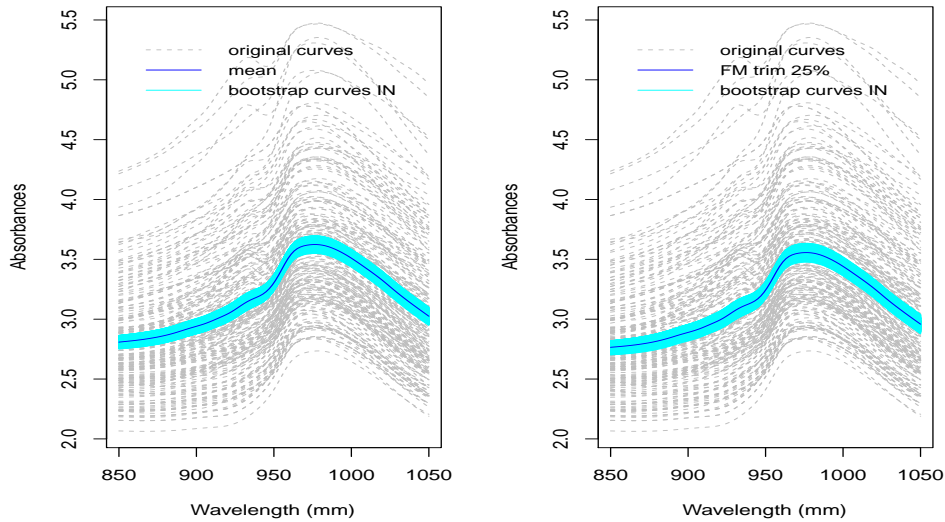 Absorbances
5.5
5.0
4.5
4.0
3.5
3.0
2.5
2.0
original curves
mean
bootstrap curves IN
850 900 950 1000 1050
Wavelength (mm)
Absorbances
5.5
5.0
4.5
4.0
3.5
3.0
2.5
2.0
original curves
FM trim 25%
bootstrap curves IN
850 900 950 1000 1050
Wavelength (mm)